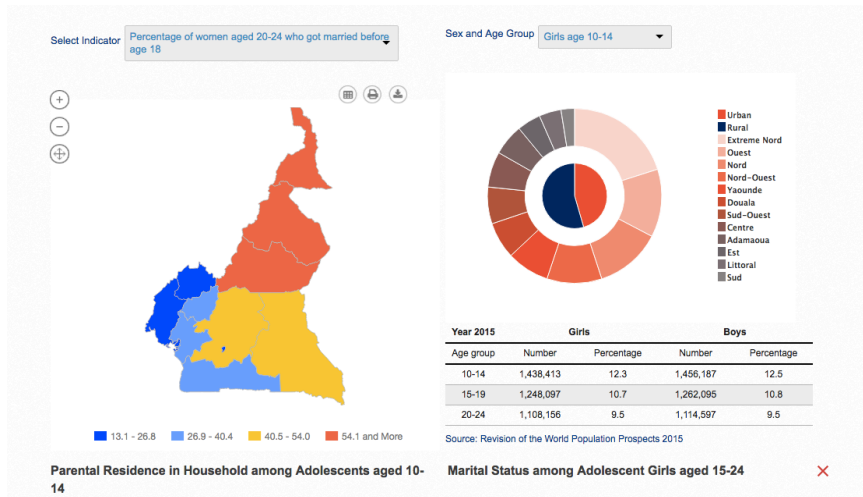 Select Indicator
Percentage of women aged 20-24 who got married before
age 18
Sex and Age Group
Girls age 10-14
Urban
Rural
Extreme Nord
Ouest
Nord
Nord-Ouest
Yaounde
Douala
Sud-Ouest
Centre
Adamaoua
Est
Littoral
Sud
13.1 - 26.8 26.9 - 40.4 40.5 - 54.0 54.1 and More
Year 2015 Girls Boys
Age group Number Percentage Number Percentage
10-14 1,438,413 12.3 1,456,187 12.5
15-19 1,248,097 10.7 1,262,095 10.8
20-24 1,108,156 9.5 1,114,597 9.5
Source: Revision of the World Population Prospects 2015
Parental Residence in Household among Adolescents aged 10-
14
Marital Status among Adolescent Girls aged 15-24